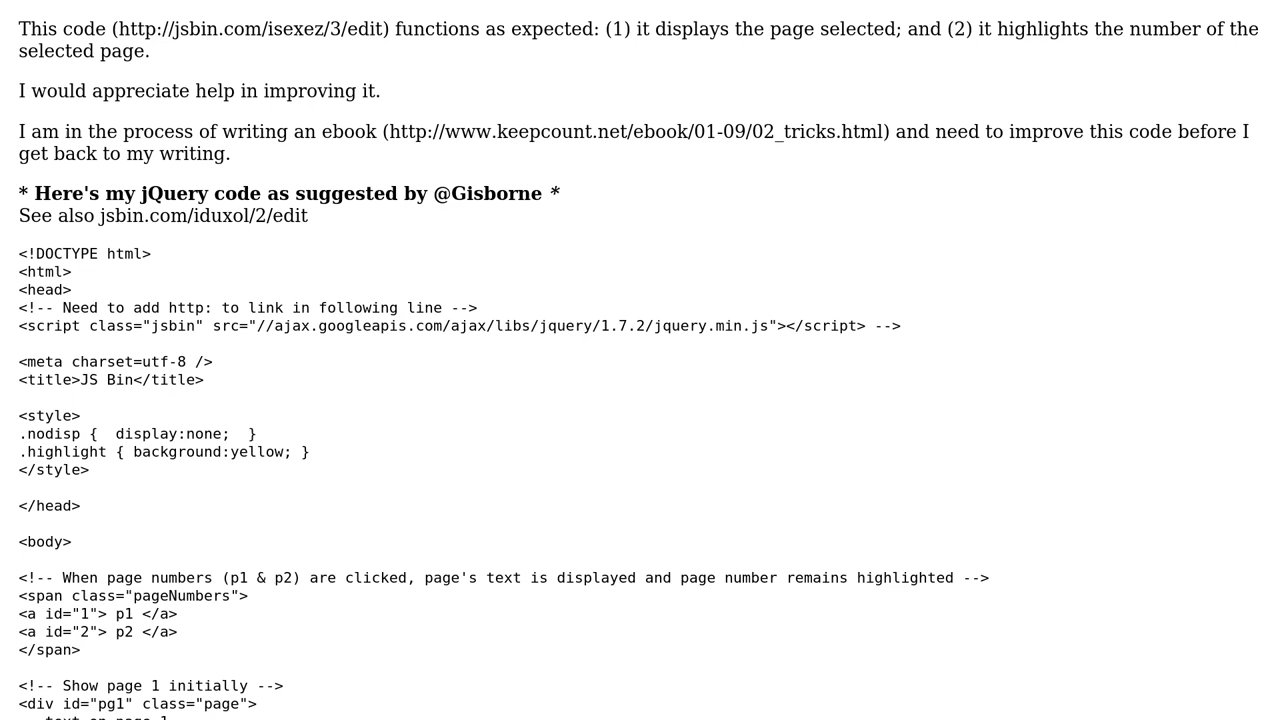 This code (http://jsbin.com/isexez/3/edit) functions as expected: (1) it displays the page selected; and (2) it highlights the number of the
selected page.
I would appreciate help in improving it.
I am in the process of writing an ebook (http://www.keepcount.net/ebook/01-09/02_tricks.html) and need to improve this code before I
get back to my writing.
* Here's my jQuery code as suggested by @Gisborne *
See also jsbin.com/iduxol/2/edit
<!DOCTYPE html>
<html>
<head>
<!-- Need to add http: to link in following line -->
<script class="jsbin" src="//ajax.googleapis.com/ajax/libs/jquery/1.7.2/jquery.min.js"></script> -->
<meta charset=utf-8 />
<title>JS Bin</title>
<style>
.nodisp {  display:none;  }
.highlight { background:yellow; }
</style>
</head>
<body>
<!-- When page numbers (p1 & p2) are clicked, page's text is displayed and page number remains highlighted -->
<span class="pageNumbers">
<a id="1"> p1 </a>
<a id="2"> p2 </a>
</span>
<!-- Show page 1 initially -->
<div id="pg1" class="page">
text on page 1